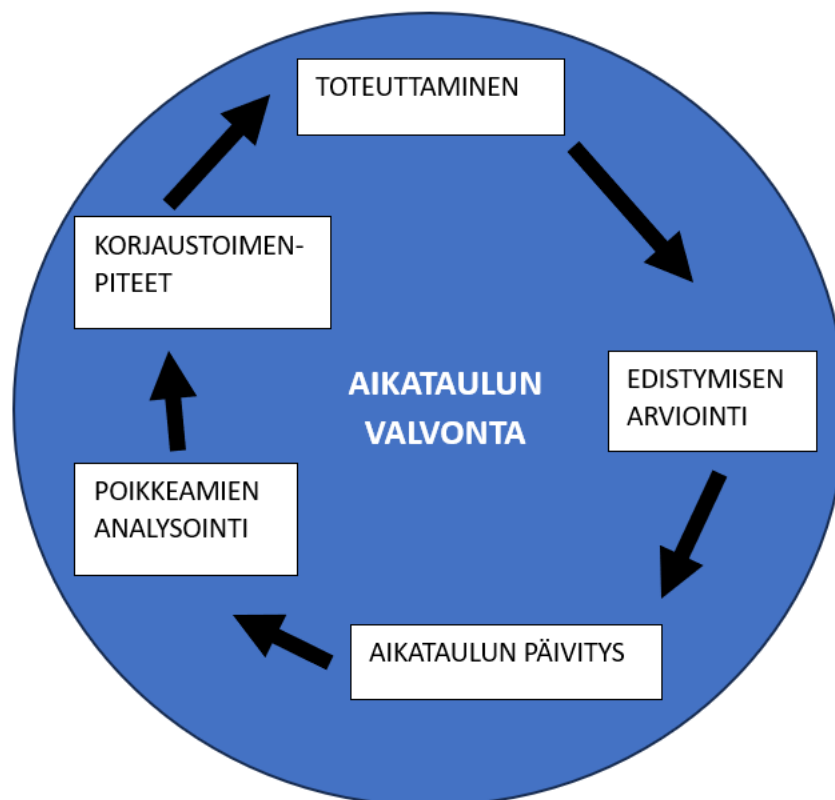 TOTEUTTAMINEN
KORJAUSTOIMEN-
PITEET
AIKATAULUN
VALVONTA
EDISTYMISEN
ARVIOINTI
POIKKEAMIEN
ANALYSOINTI
AIKATAULUN PÄIVITYS